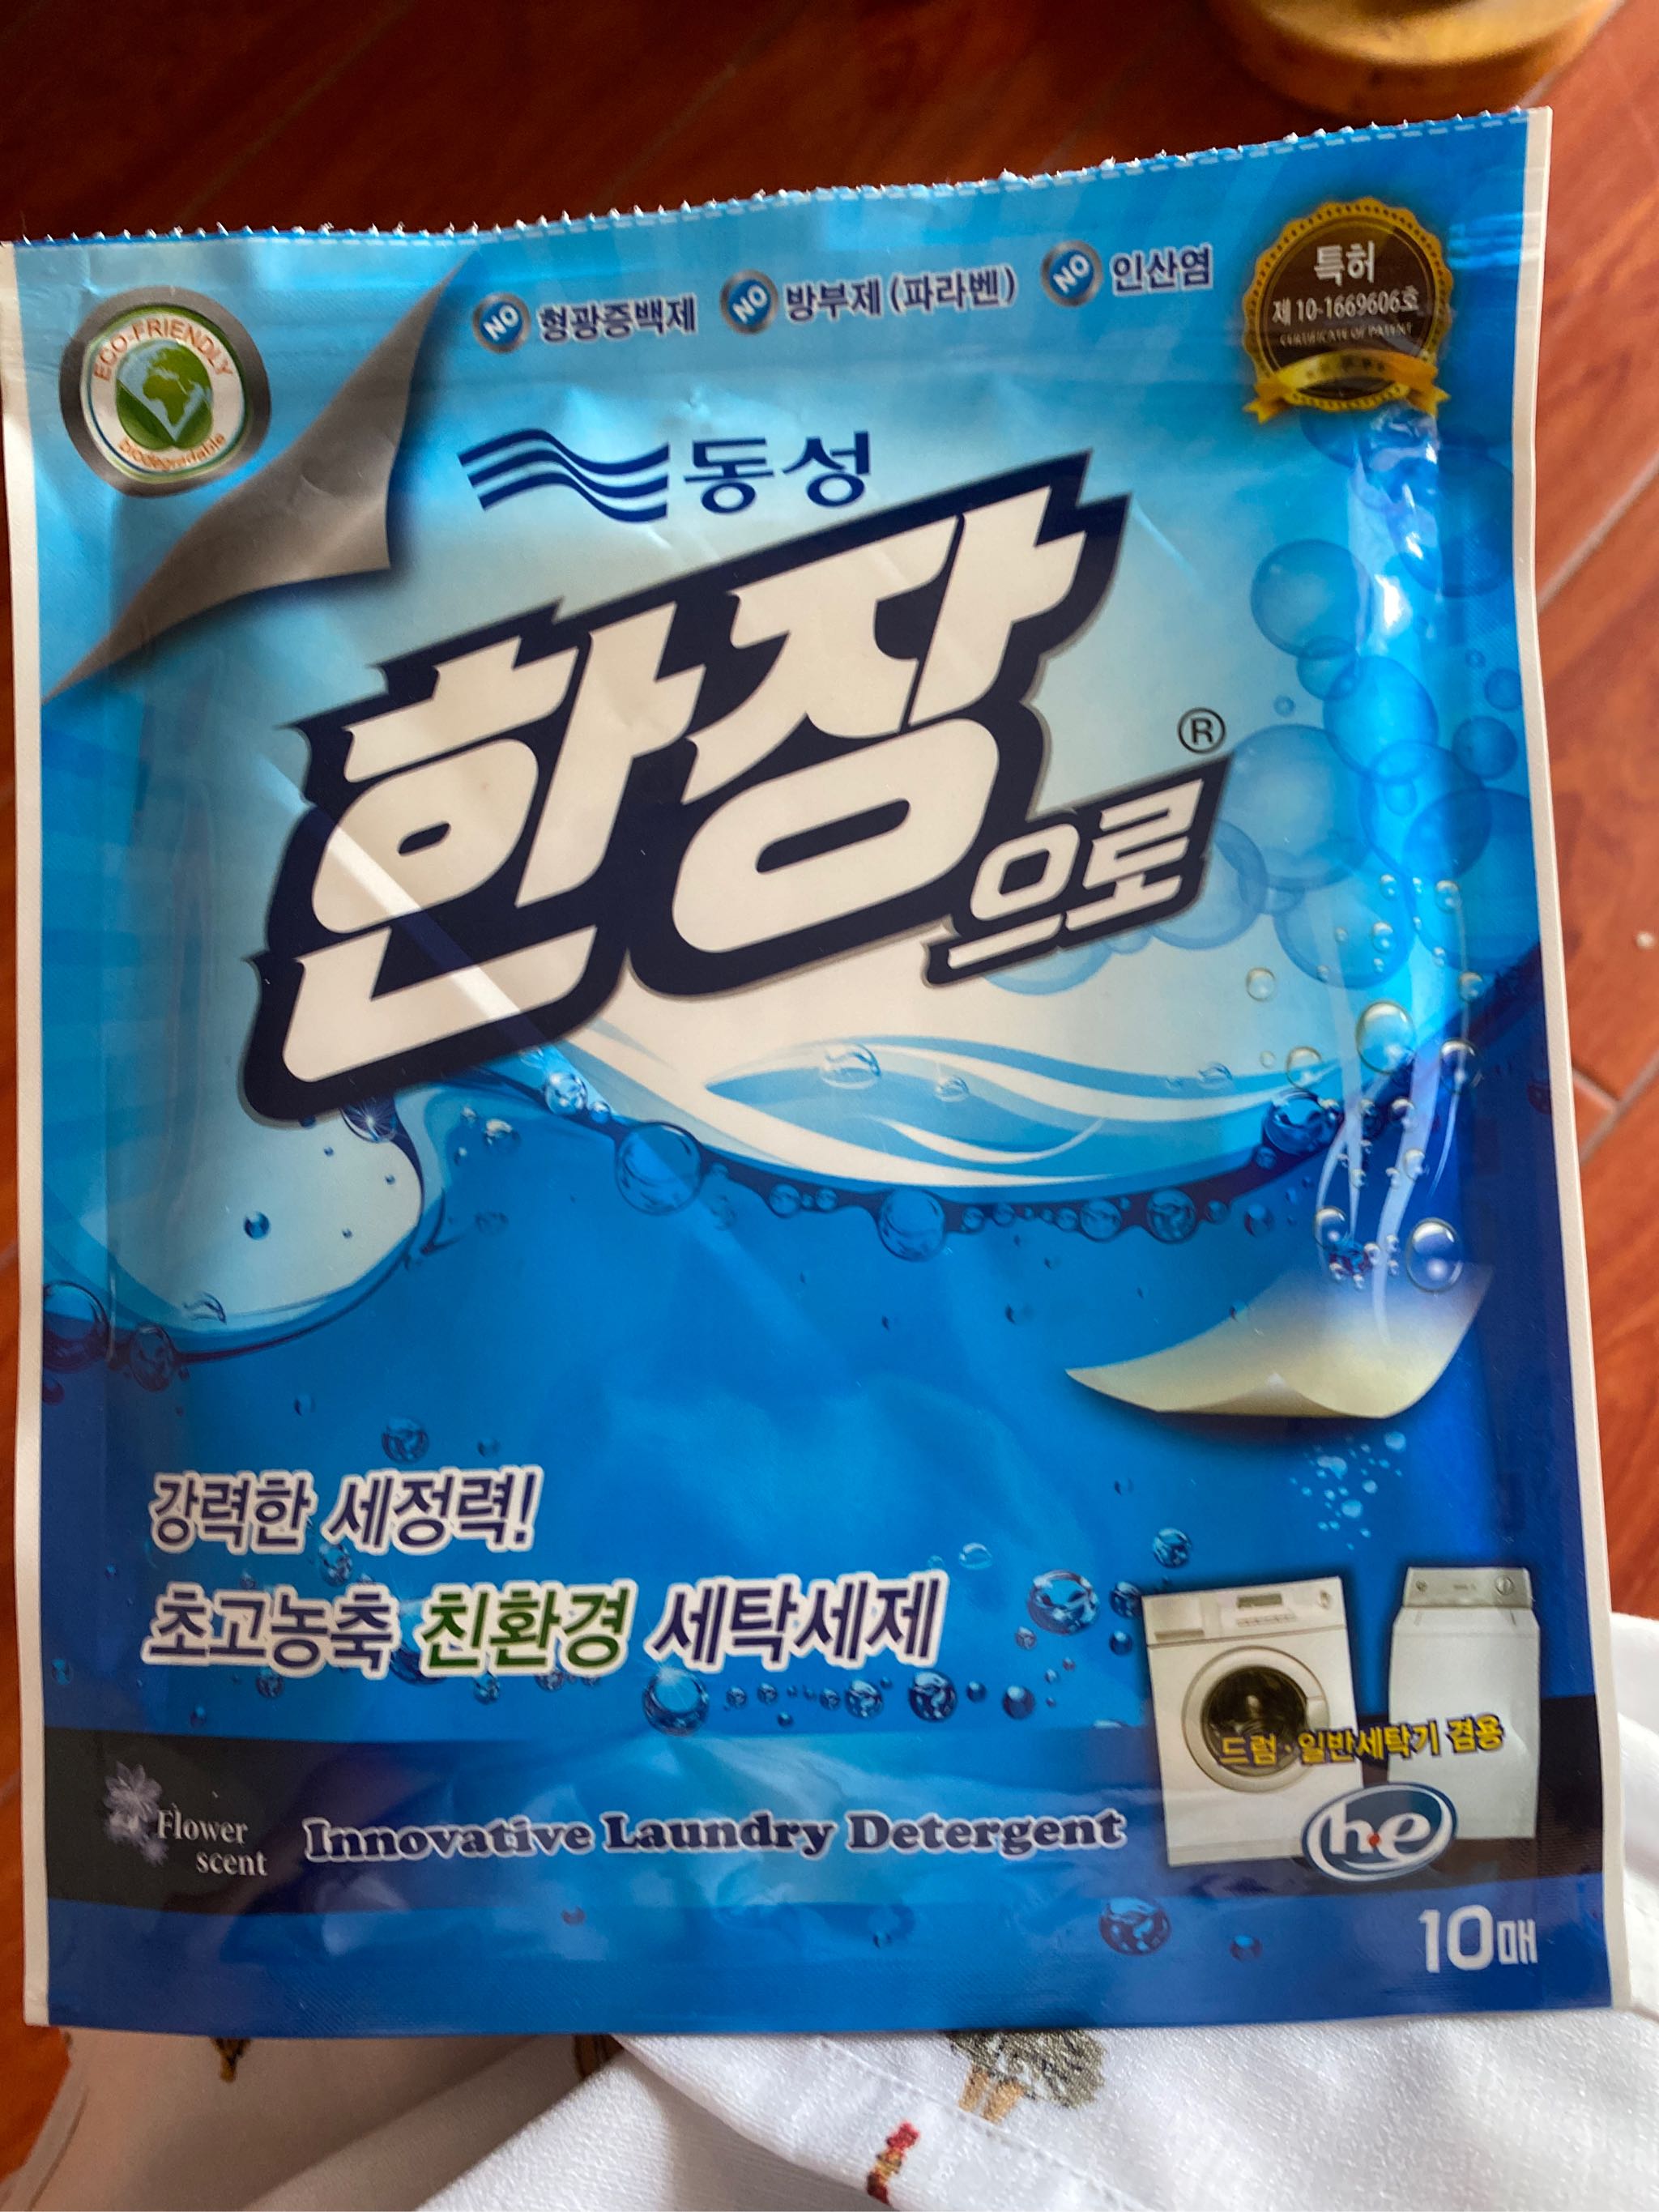 ECO-FRIENDLY
biodegradable
NO 형광증백제 NO 방부제 (파라벤) NO 인산염
특허
제 10-1669606호
CERTIFICATE OF PATENT
동성
한장으로®
강력한 세정력!
초고농축 친환경 세탁세제
드럼·일반세탁기 겸용
he
Flower
scent
Innovative Laundry Detergent
10매